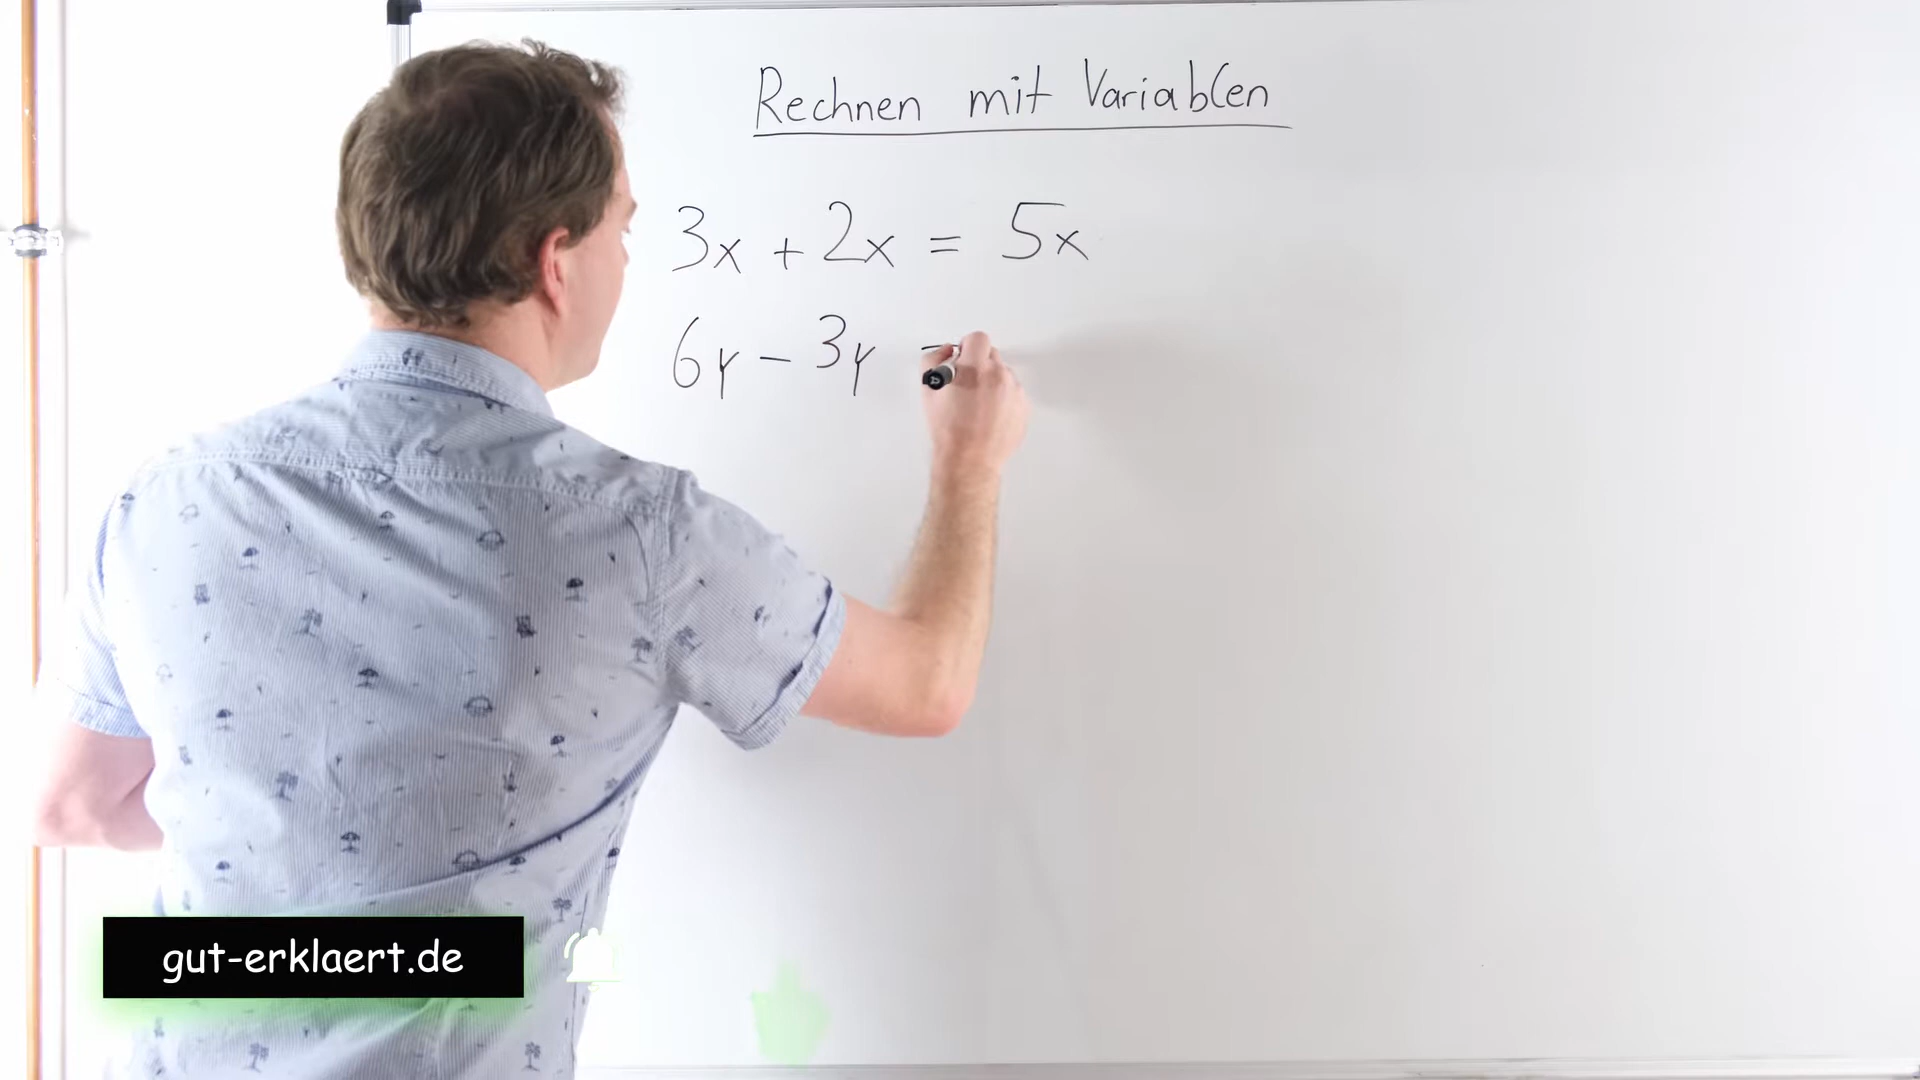 Rechnen mit Variablen
3x + 2x = 5x
6y - 3y =
gut-erklaert.de